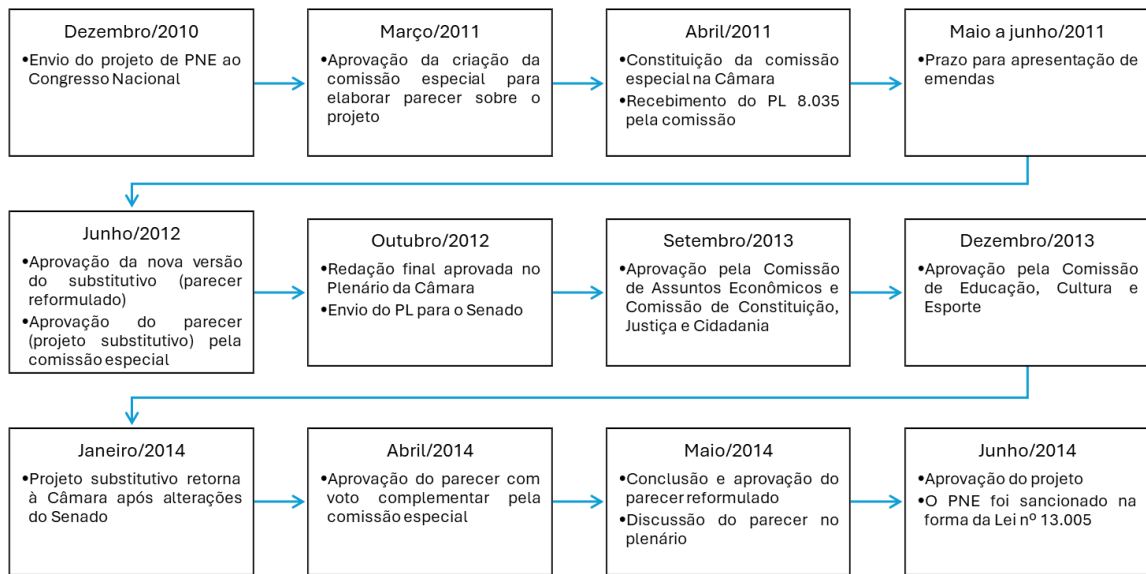 Dezembro/2010
•Envio do projeto de PNE ao
Congresso Nacional
Março/2011
•Aprovação da criação da
comissão especial para
elaborar parecer sobre o
projeto
Abril/2011
•Constituição da comissão
especial na Câmara
•Recebimento do PL 8.035
pela comissão
Maio a junho/2011
•Prazo para apresentação de
emendas
Junho/2012
•Aprovação da nova versão
do substitutivo (parecer
reformulado)
•Aprovação do parecer
(projeto substitutivo) pela
comissão especial
Outubro/2012
•Redação final aprovada no
Plenário da Câmara
•Envio do PL para o Senado
Setembro/2013
•Aprovação pela Comissão
de Assuntos Econômicos e
Comissão de Constituição,
Justiça e Cidadania
Dezembro/2013
•Aprovação pela Comissão
de Educação, Cultura e
Esporte
Janeiro/2014
•Projeto substitutivo retorna
à Câmara após alterações
do Senado
Abril/2014
•Aprovação do parecer com
voto complementar pela
comissão especial
Maio/2014
•Conclusão e aprovação do
parecer reformulado
•Discussão do parecer no
plenário
Junho/2014
•Aprovação do projeto
•O PNE foi sancionado na
forma da Lei nº 13.005